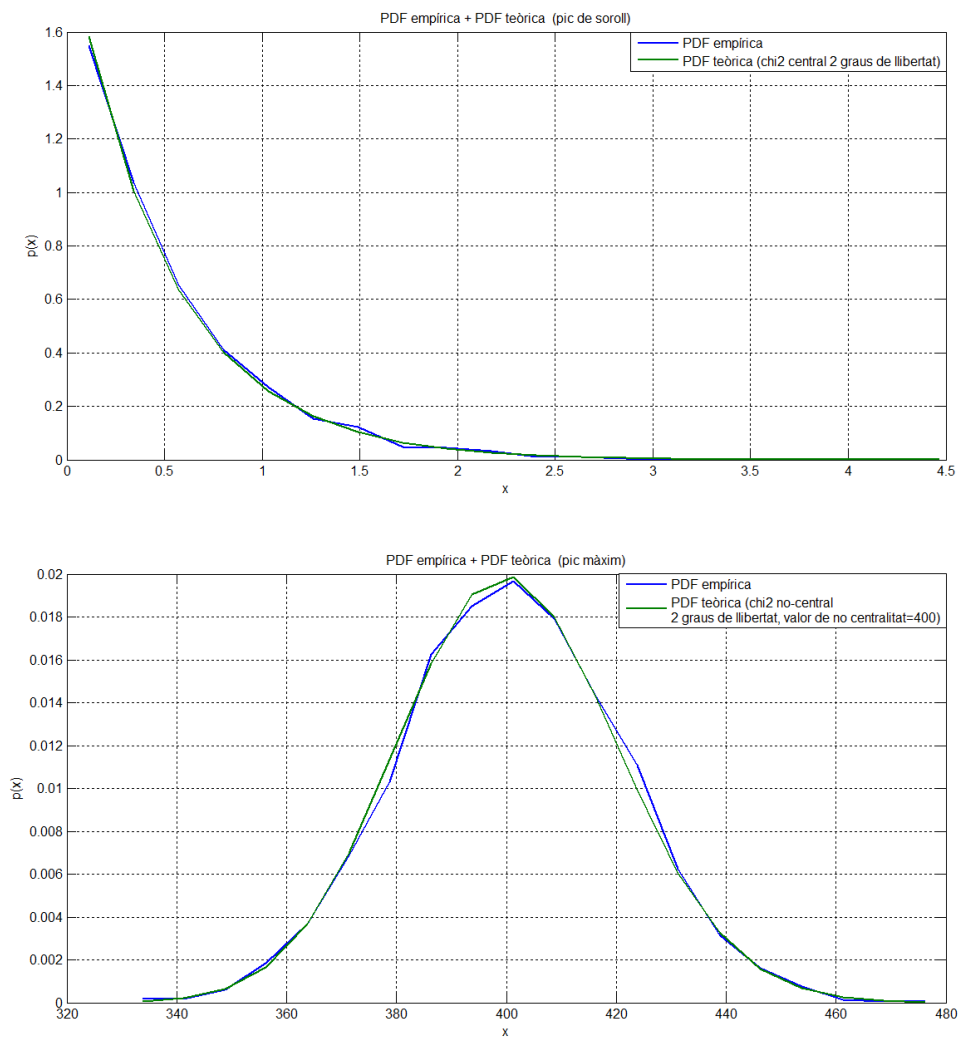 PDF empírica + PDF teòrica (pic de soroll)
PDF empírica
PDF teòrica (chi2 central 2 graus de llibertat)
1.6
1.4
1.2
1
0.8
0.6
0.4
0.2
0
p(x)
0 0.5 1 1.5 2 2.5 3 3.5 4 4.5
x
PDF empírica + PDF teòrica (pic màxim)
PDF empírica
PDF teòrica (chi2 no-central
2 graus de llibertat, valor de no centralitat=400)
0.02
0.018
0.016
0.014
0.012
0.01
0.008
0.006
0.004
0.002
0
p(x)
320 340 360 380 400 420 440 460 480
x